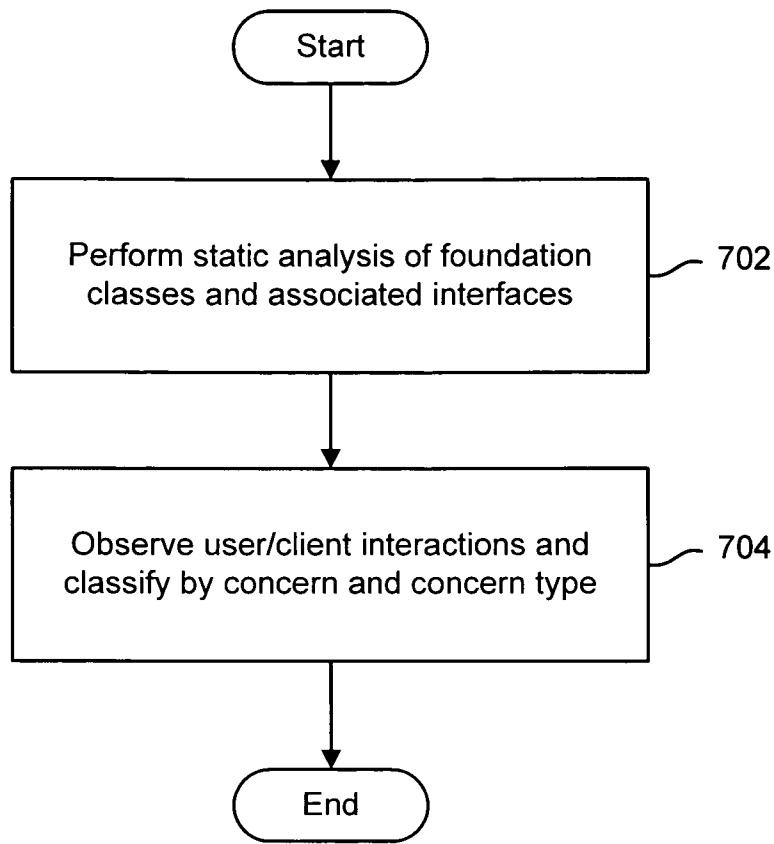 Start
Perform static analysis of foundation
classes and associated interfaces
702
Observe user/client interactions and
classify by concern and concern type
704
End